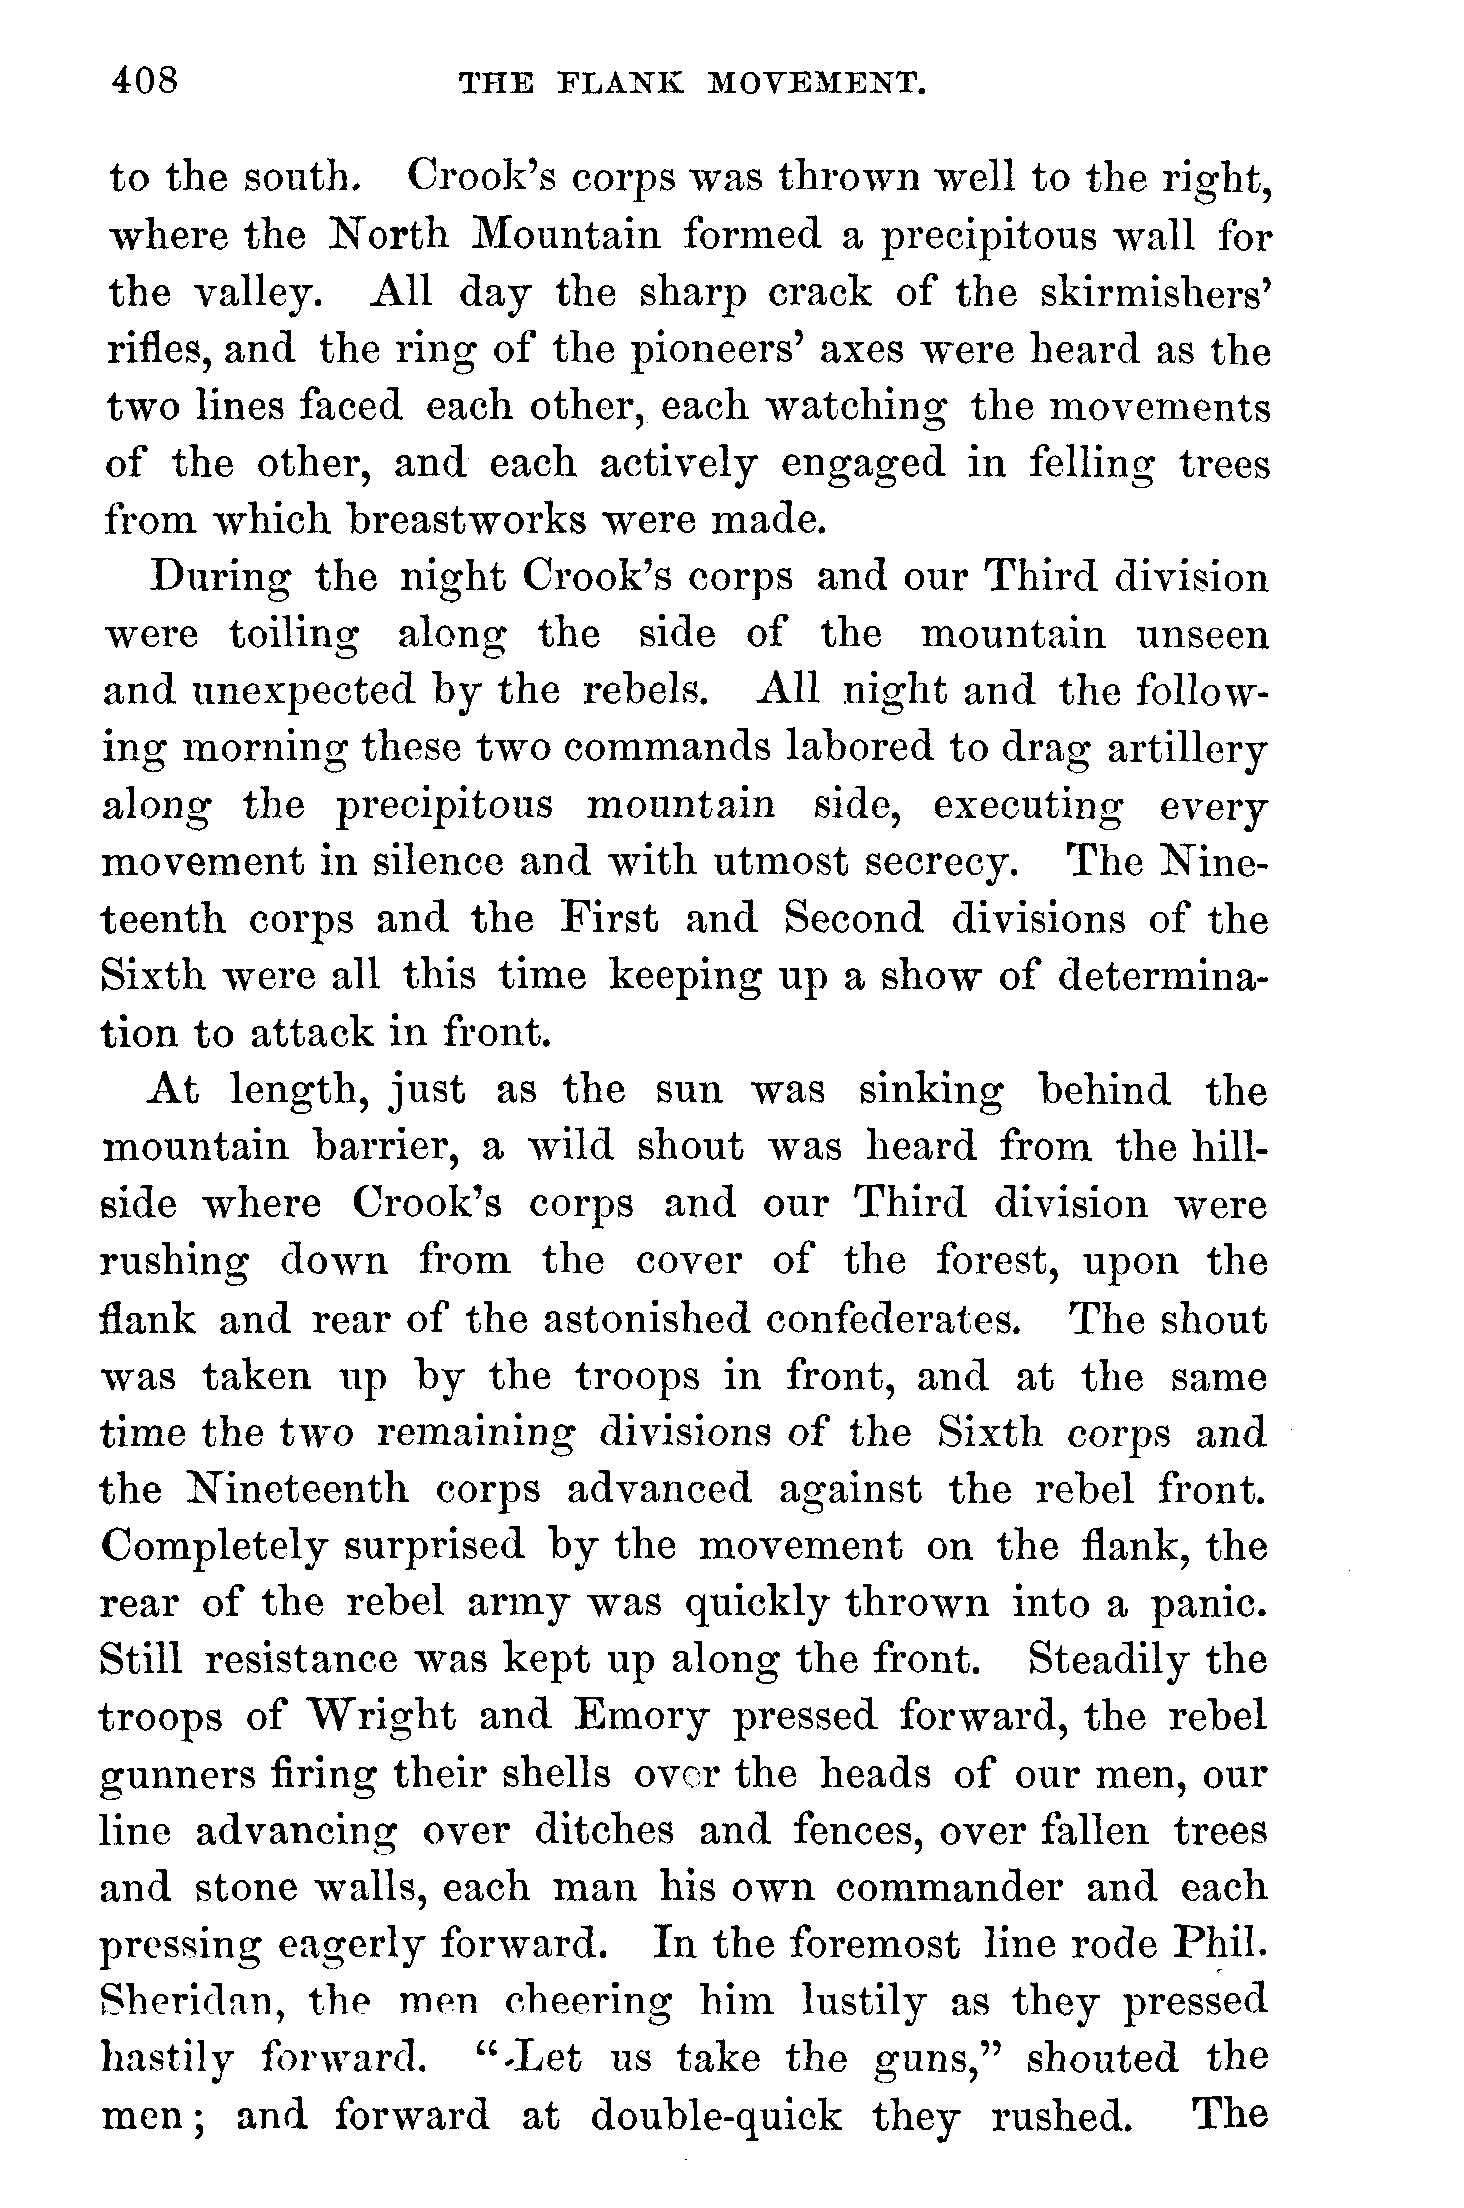 408 THE FLANK MOVEMENT.
to the south. Crook's corps was thrown well to the right,
where the North Mountain formed a precipitous wall for
the valley. All day the sharp crack of the skirmishers'
rifles, and the ring of the pioneers' axes were heard as the
two lines faced each other, each watching the movements
of the other, and each actively engaged in felling trees
from which breastworks were made.
During the night Crook's corps and our Third division
were toiling along the side of the mountain unseen
and unexpected by the rebels. All night and the follow-
ing morning these two commands labored to drag artillery
along the precipitous mountain side, executing every
movement in silence and with utmost secrecy. The Nine-
teenth corps and the First and Second divisions of the
Sixth were all this time keeping up a show of determina-
tion to attack in front.
At length, just as the sun was sinking behind the
mountain barrier, a wild shout was heard from the hill-
side where Crook's corps and our Third division were
rushing down from the cover of the forest, upon the
flank and rear of the astonished confederates. The shout
was taken up by the troops in front, and at the same
time the two remaining divisions of the Sixth corps and
the Nineteenth corps advanced against the rebel front.
Completely surprised by the movement on the flank, the
rear of the rebel army was quickly thrown into a panic.
Still resistance was kept up along the front. Steadily the
troops of Wright and Emory pressed forward, the rebel
gunners firing their shells over the heads of our men, our
line advancing over ditches and fences, over fallen trees
and stone walls, each man his own commander and each
pressing eagerly forward. In the foremost line rode Phil.
Sheridan, the men cheering him lustily as they pressed
hastily forward. "Let us take the guns," shouted the
men; and forward at double-quick they rushed. The